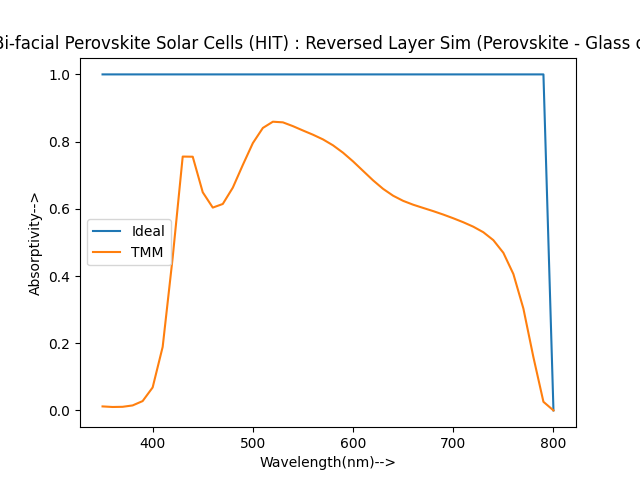 Bi-facial Perovskite Solar Cells (HIT) : Reversed Layer Sim (Perovskite - Glass
1.0
0.8
0.6
0.4
0.2
0.0
Absorptivity-->
Ideal
TMM
400 500 600 700 800
Wavelength(nm)-->